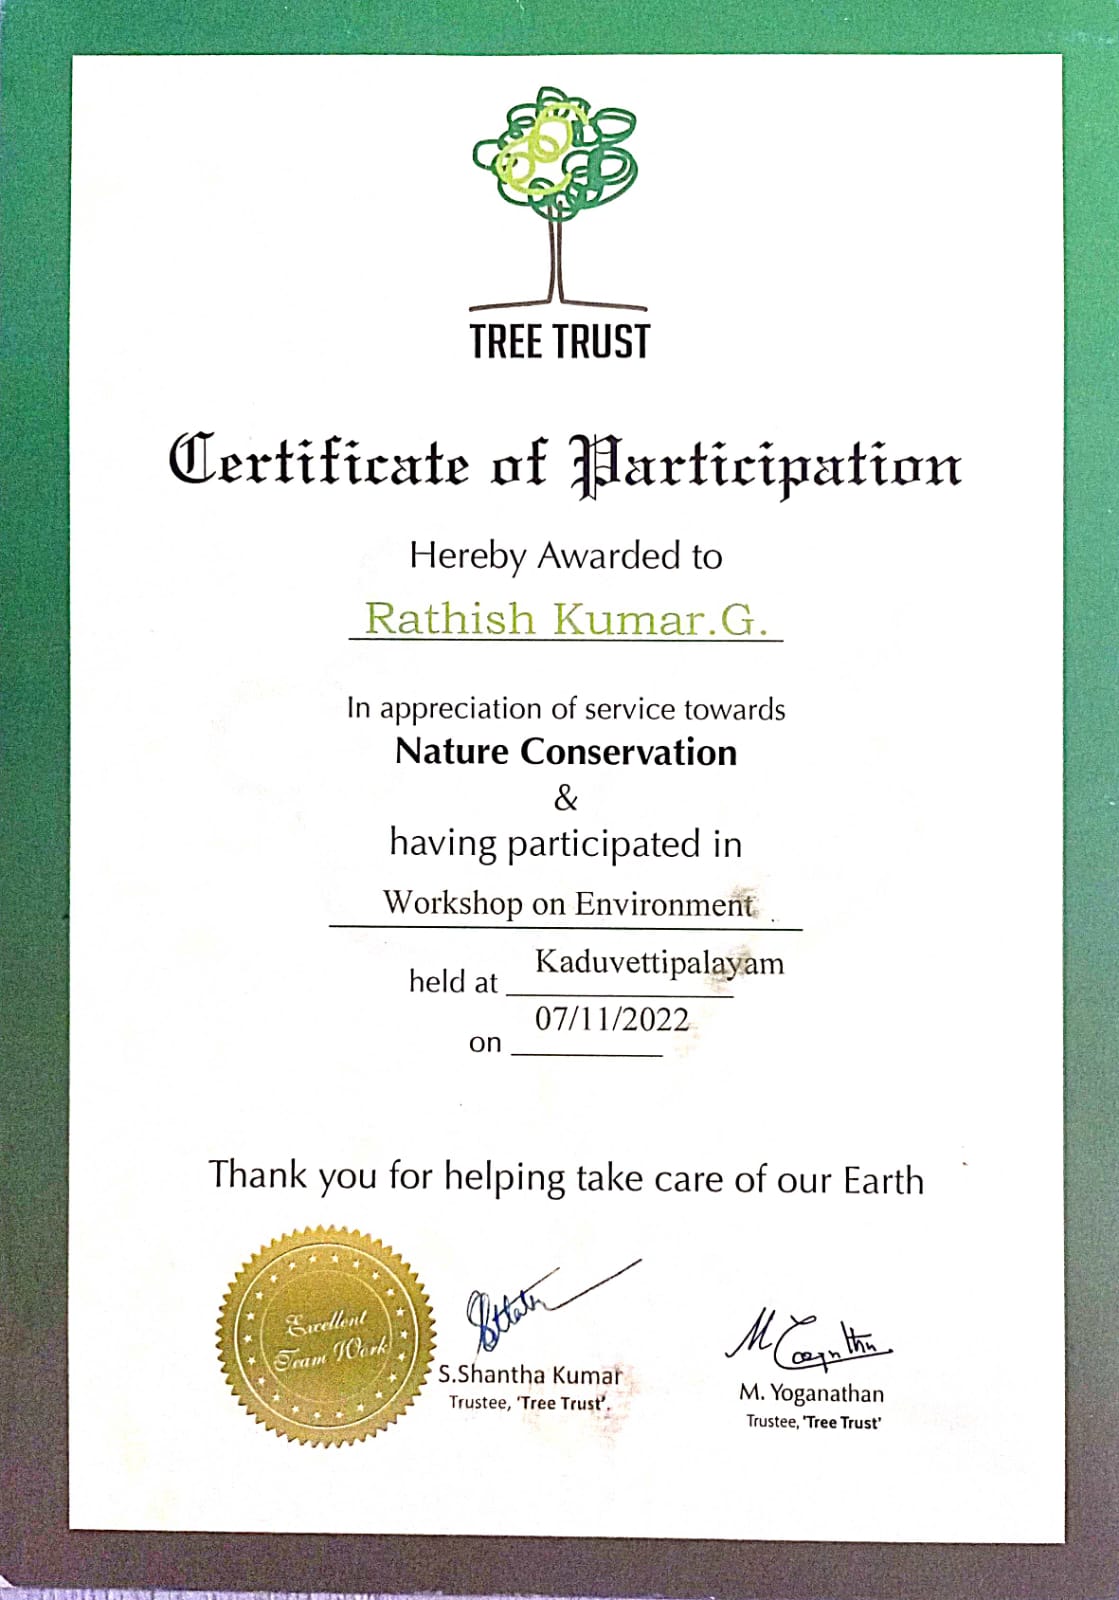 TREE TRUST
Certificate of Participation
Hereby Awarded to
Rathish Kumar.G.
In appreciation of service towards
Nature Conservation
&
having participated in
Workshop on Environment
held at Kaduvettipalayam
on 07/11/2022
Thank you for helping take care of our Earth
Excellent
Team Work
S.Shantha Kumar
Trustee, 'Tree Trust'.
M. Yoganathan
Trustee, 'Tree Trust'